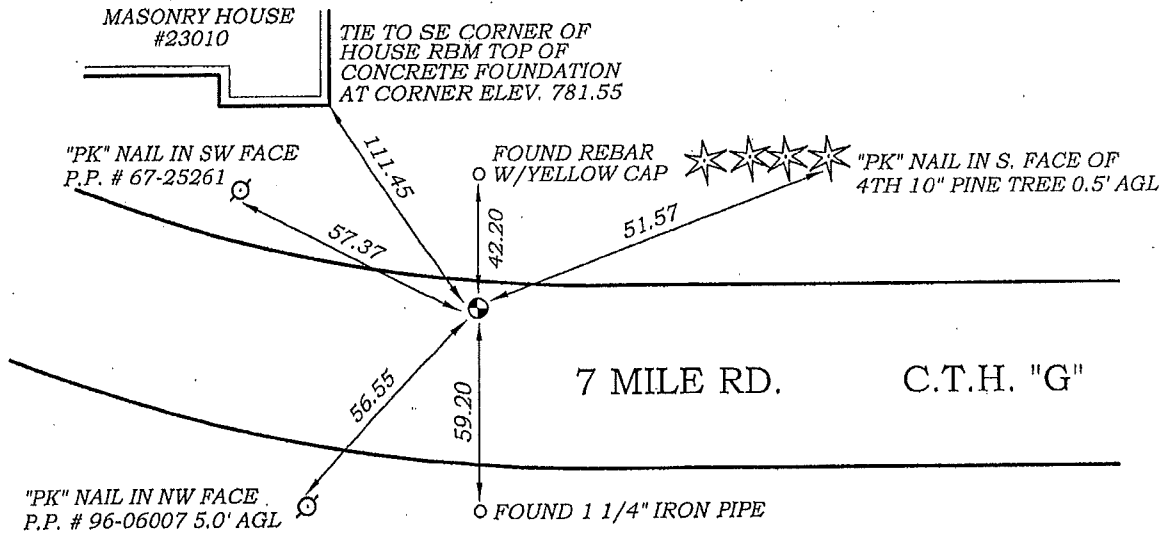 MASONRY HOUSE
#23010
TIE TO SE CORNER OF
HOUSE RBM TOP OF
CONCRETE FOUNDATION
AT CORNER ELEV. 781.55
"PK" NAIL IN SW FACE
P.P. # 67-25261
111.45
FOUND REBAR
W/YELLOW CAP
"PK" NAIL IN S. FACE OF
4TH 10" PINE TREE 0.5' AGL
57.37
42.20
51.57
7 MILE RD.
C.T.H. "G"
56.55
59.20
"PK" NAIL IN NW FACE
P.P. # 96-06007 5.0' AGL
FOUND 1 1/4" IRON PIPE